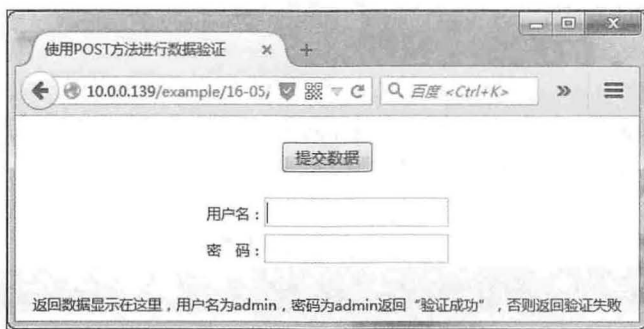 使用POST方法进行数据验证
10.0.0.139/example/16-05/
百度 <Ctrl+K>
提交数据
用户名：
密 码：
返回数据显示在这里，用户名为admin，密码为admin返回“验证成功”，否则返回验证失败